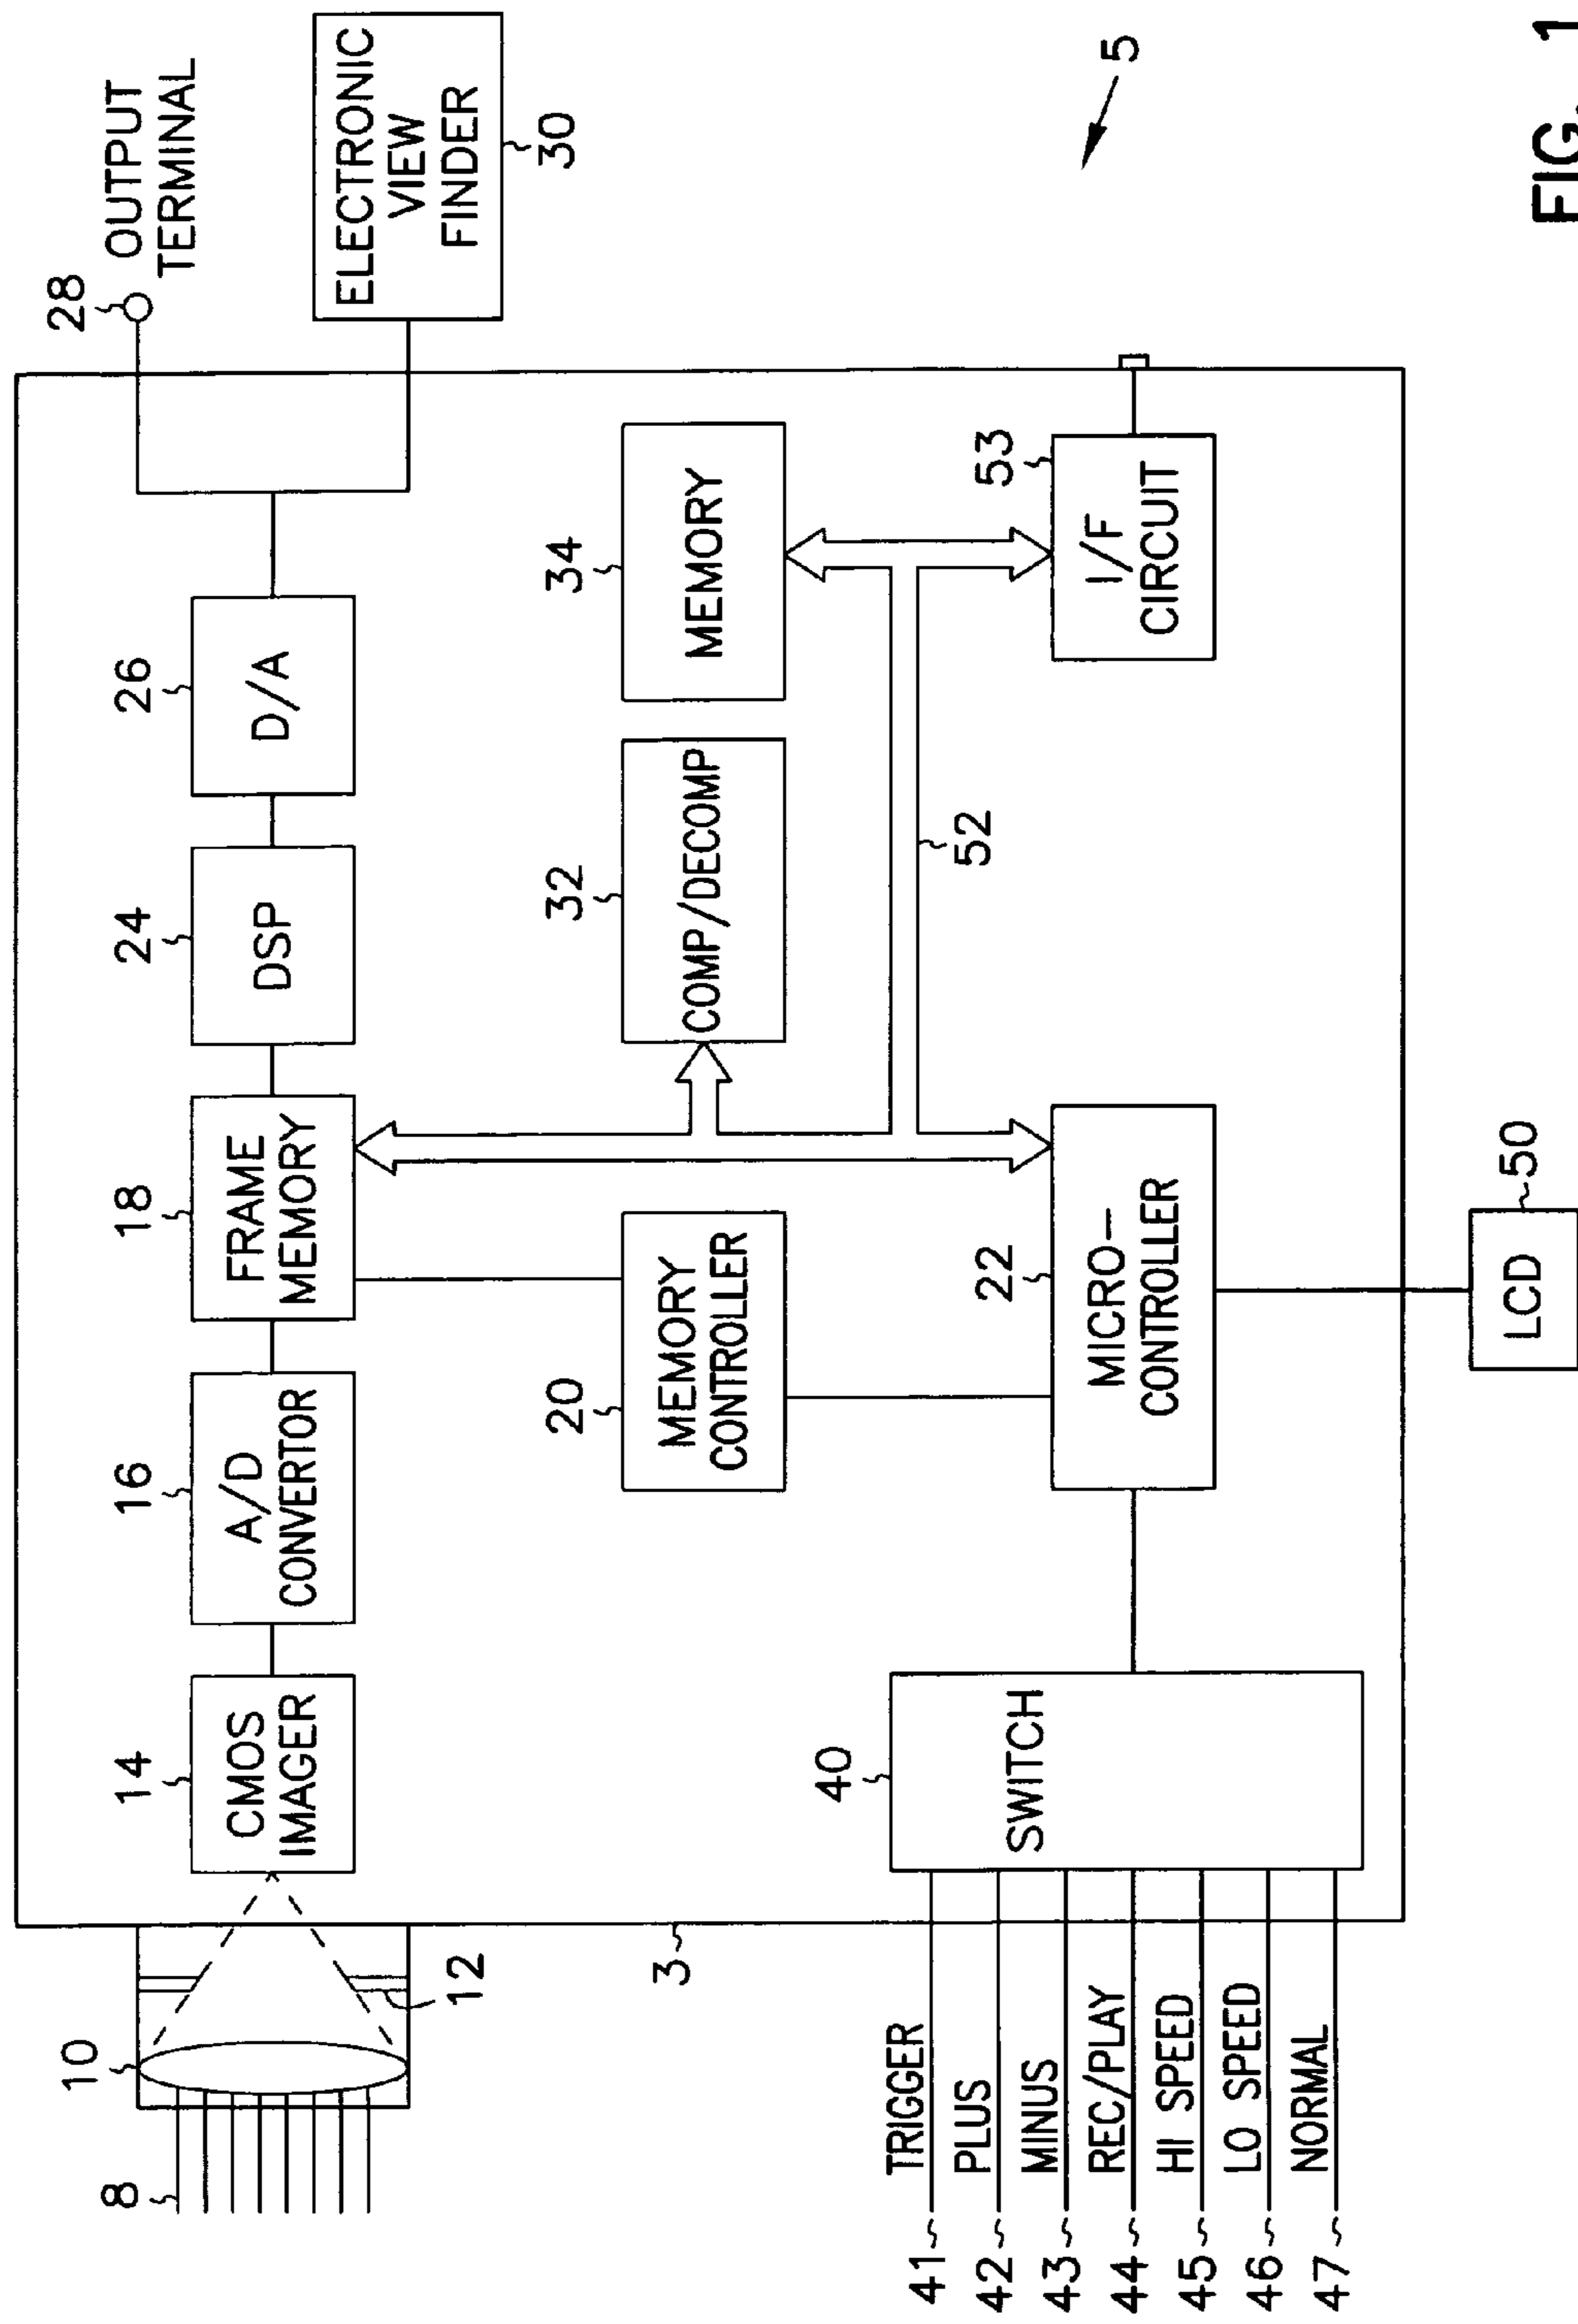 28
OUTPUT
TERMINAL
10
14
16
18
24
26
8
CMOS
IMAGER
A/D
CONVERTOR
FRAME
MEMORY
DSP
D/A
ELECTRONIC
VIEW
FINDER
12
30
20
32
34
MEMORY
CONTROLLER
COMP/DECOMP
MEMORY
3
40
22
52
53
41
TRIGGER
42
PLUS
43
MINUS
44
REC/PLAY
45
HI SPEED
46
LO SPEED
47
NORMAL
SWITCH
MICRO-
CONTROLLER
I/F
CIRCUIT
5
50
LCD
FIG. 1